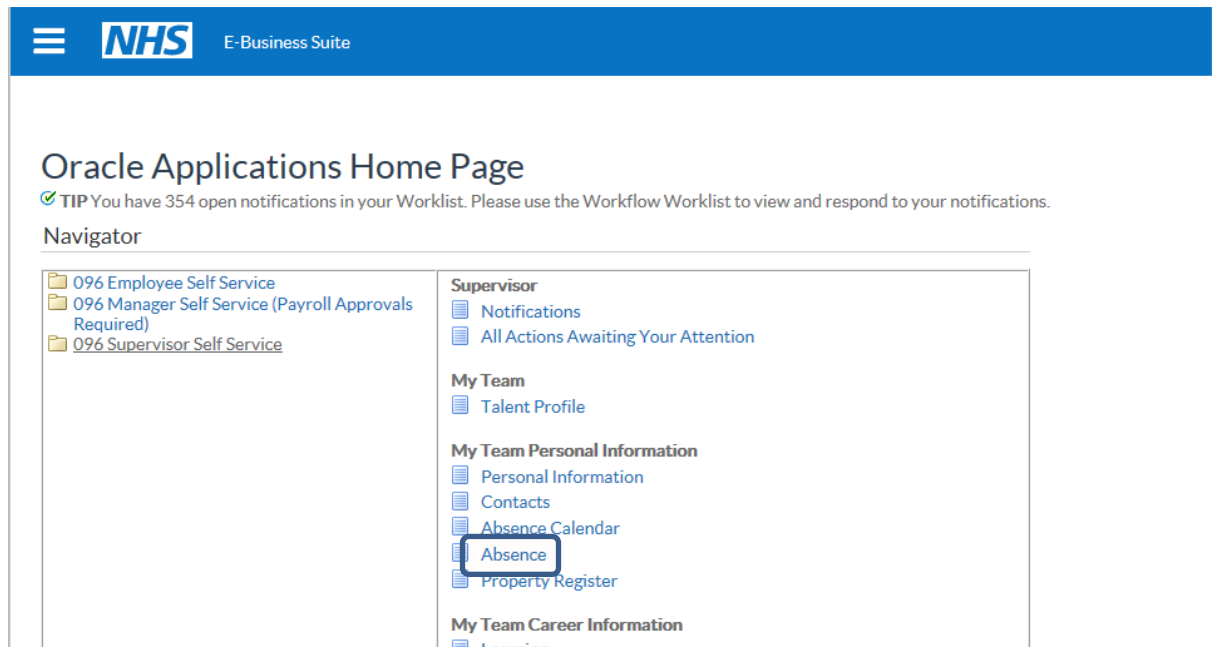 NHS E-Business Suite
Oracle Applications Home Page
TIP You have 354 open notifications in your Worklist. Please use the Workflow Worklist to view and respond to your notifications.
Navigator
096 Employee Self Service
096 Manager Self Service (Payroll Approvals
Required)
096 Supervisor Self Service
Supervisor
Notifications
All Actions Awaiting Your Attention
My Team
Talent Profile
My Team Personal Information
Personal Information
Contacts
Absence Calendar
Absence
Property Register
My Team Career Information